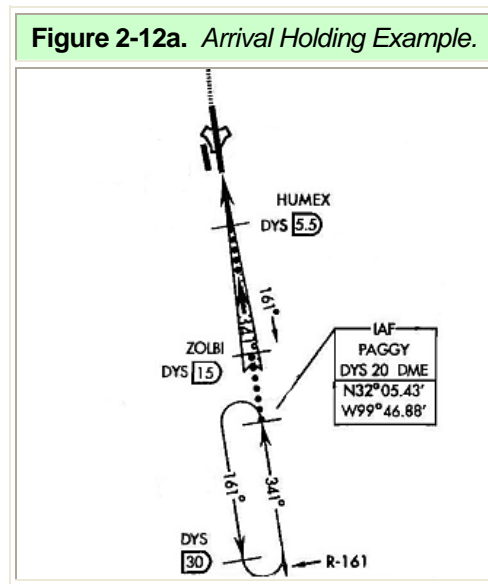 Figure 2-12a. Arrival Holding Example.
HUMEX
DYS 5.5
161°
341°
ZOLBI
DYS 15
IAF
PAGGY
DYS 20 DME
N32°05.43'
W99°46.88'
161°
341°
DYS
30
R-161